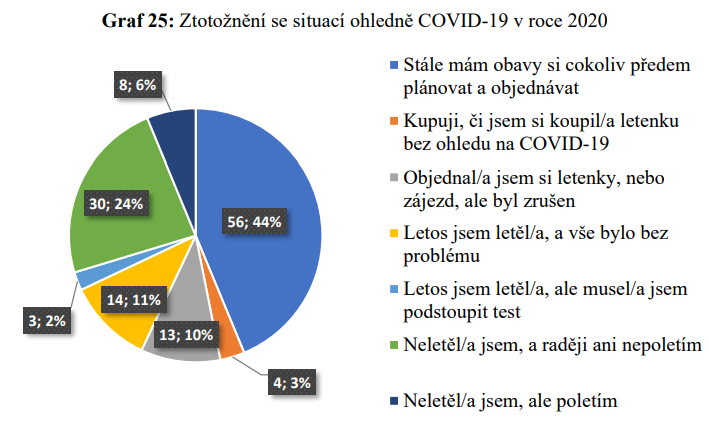 Graf 25: Ztotožnění se situací ohledně COVID-19 v roce 2020
8; 6%
56; 44%
30; 24%
14; 11%
13; 10%
3; 2%
4; 3%
Stále mám obavy si cokoliv předem
plánovat a objednávat
Kupuji, či jsem si koupil/a letenku
bez ohledu na COVID-19
Objednal/a jsem si letenky, nebo
zájezd, ale byl zrušen
Letos jsem letěl/a, a vše bylo bez
problému
Letos jsem letěl/a, ale musel/a jsem
podstoupit test
Neletěl/a jsem, a raději ani nepoletím
Neletěl/a jsem, ale poletím